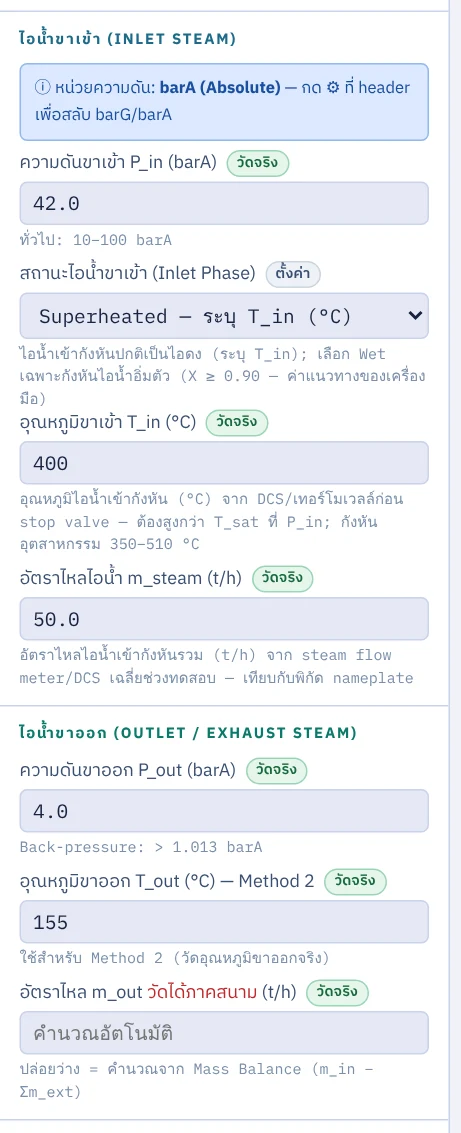 ไอน้ำขาเข้า (INLET STEAM)
ⓘ หน่วยความดัน: barA (Absolute) — กด ⚙ ที่ header
เพื่อสลับ barG/barA
ความดันขาเข้า P_in (barA) วัดจริง
42.0
ทั่วไป: 10–100 barA
สถานะไอน้ำขาเข้า (Inlet Phase) ตั้งค่า
Superheated — ระบุ T_in (°C)
ไอน้ำเข้ากังหันปกติเป็นไอดง (ระบุ T_in); เลือก Wet
เฉพาะกังหันไอน้ำอิ่มตัว (X ≥ 0.90 — ค่าแนวทางของเครื่อง
มือ)
อุณหภูมิขาเข้า T_in (°C) วัดจริง
400
อุณหภูมิไอน้ำเข้ากังหัน (°C) จาก DCS/เทอร์โมเวลล์ก่อน
stop valve — ต้องสูงกว่า T_sat ที่ P_in; กังหัน
อุตสาหกรรม 350–510 °C
อัตราไหลไอน้ำ m_steam (t/h) วัดจริง
50.0
อัตราไหลไอน้ำเข้ากังหันรวม (t/h) จาก steam flow
meter/DCS เฉลี่ยช่วงทดสอบ — เทียบกับพิกัด nameplate
ไอน้ำขาออก (OUTLET / EXHAUST STEAM)
ความดันขาออก P_out (barA) วัดจริง
4.0
Back-pressure: > 1.013 barA
อุณหภูมิขาออก T_out (°C) — Method 2 วัดจริง
155
ใช้สำหรับ Method 2 (วัดอุณหภูมิขาออกจริง)
อัตราไหล m_out วัดได้ภาคสนาม (t/h) วัดจริง
คำนวณอัตโนมัติ
ปล่อยว่าง = คำนวณจาก Mass Balance (m_in −
Σm_ext)